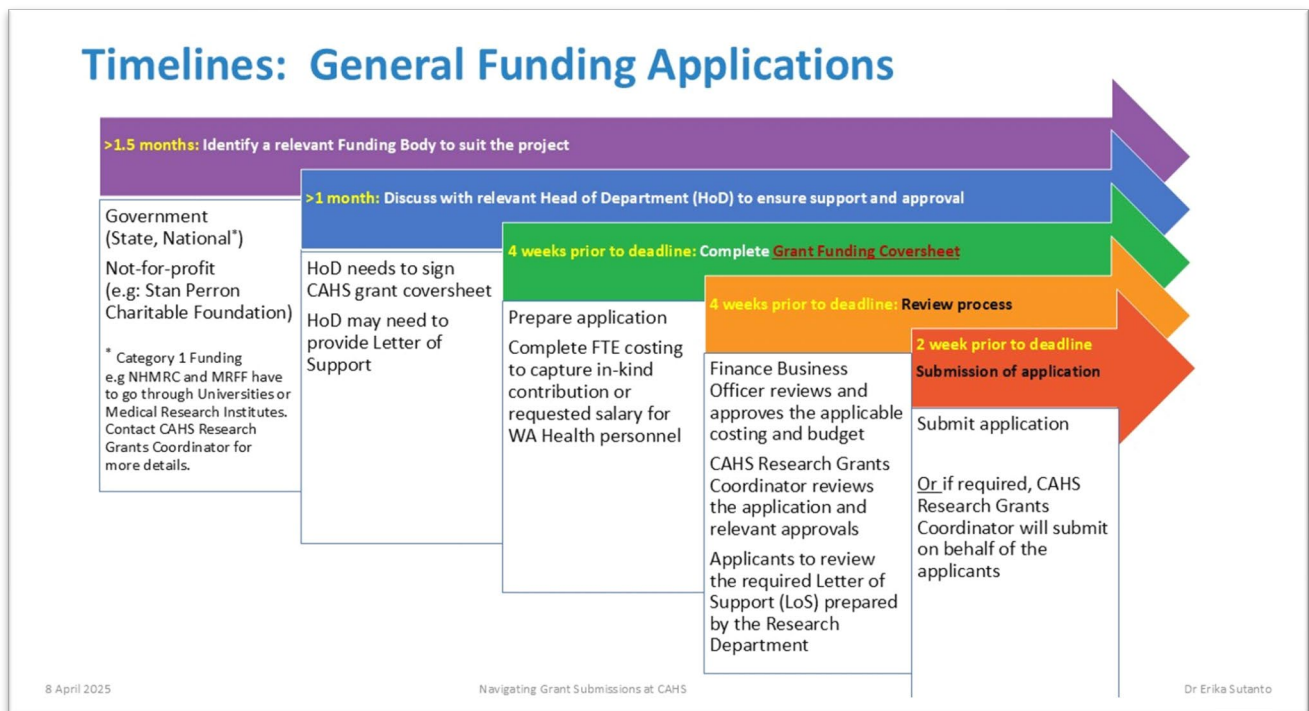 Timelines:  General Funding Applications
>1.5 months: Identify a relevant Funding Body to suit the project
Government
(State, National*)
Not-for-profit
(e.g: Stan Perron
Charitable Foundation)
* Category 1 Funding
e.g NHMRC and MRFF have
to go through Universities or
Medical Research Institutes.
Contact CAHS Research
Grants Coordinator for
more details.
>1 month: Discuss with relevant Head of Department (HoD) to ensure support and approval
HoD needs to sign
CAHS grant coversheet
HoD may need to
provide Letter of
Support
4 weeks prior to deadline: Complete Grant Funding Coversheet
Prepare application
Complete FTE costing
to capture in-kind
contribution or
requested salary for
WA Health personnel
4 weeks prior to deadline: Review process
Finance Business
Officer reviews and
approves the applicable
costing and budget
CAHS Research Grants
Coordinator reviews
the application and
relevant approvals
Applicants to review
the required Letter of
Support (LoS) prepared
by the Research
Department
2 week prior to deadline
Submission of application
Submit application
Or if required, CAHS
Research Grants
Coordinator will submit
on behalf of the
applicants
8 April 2025
Navigating Grant Submissions at CAHS
Dr Erika Sutanto